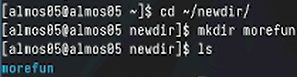 [almos05@almos05 ~]$ cd ~/newdir/
[almos05@almos05 newdir]$ mkdir morefun
[almos05@almos05 newdir]$ ls
morefun